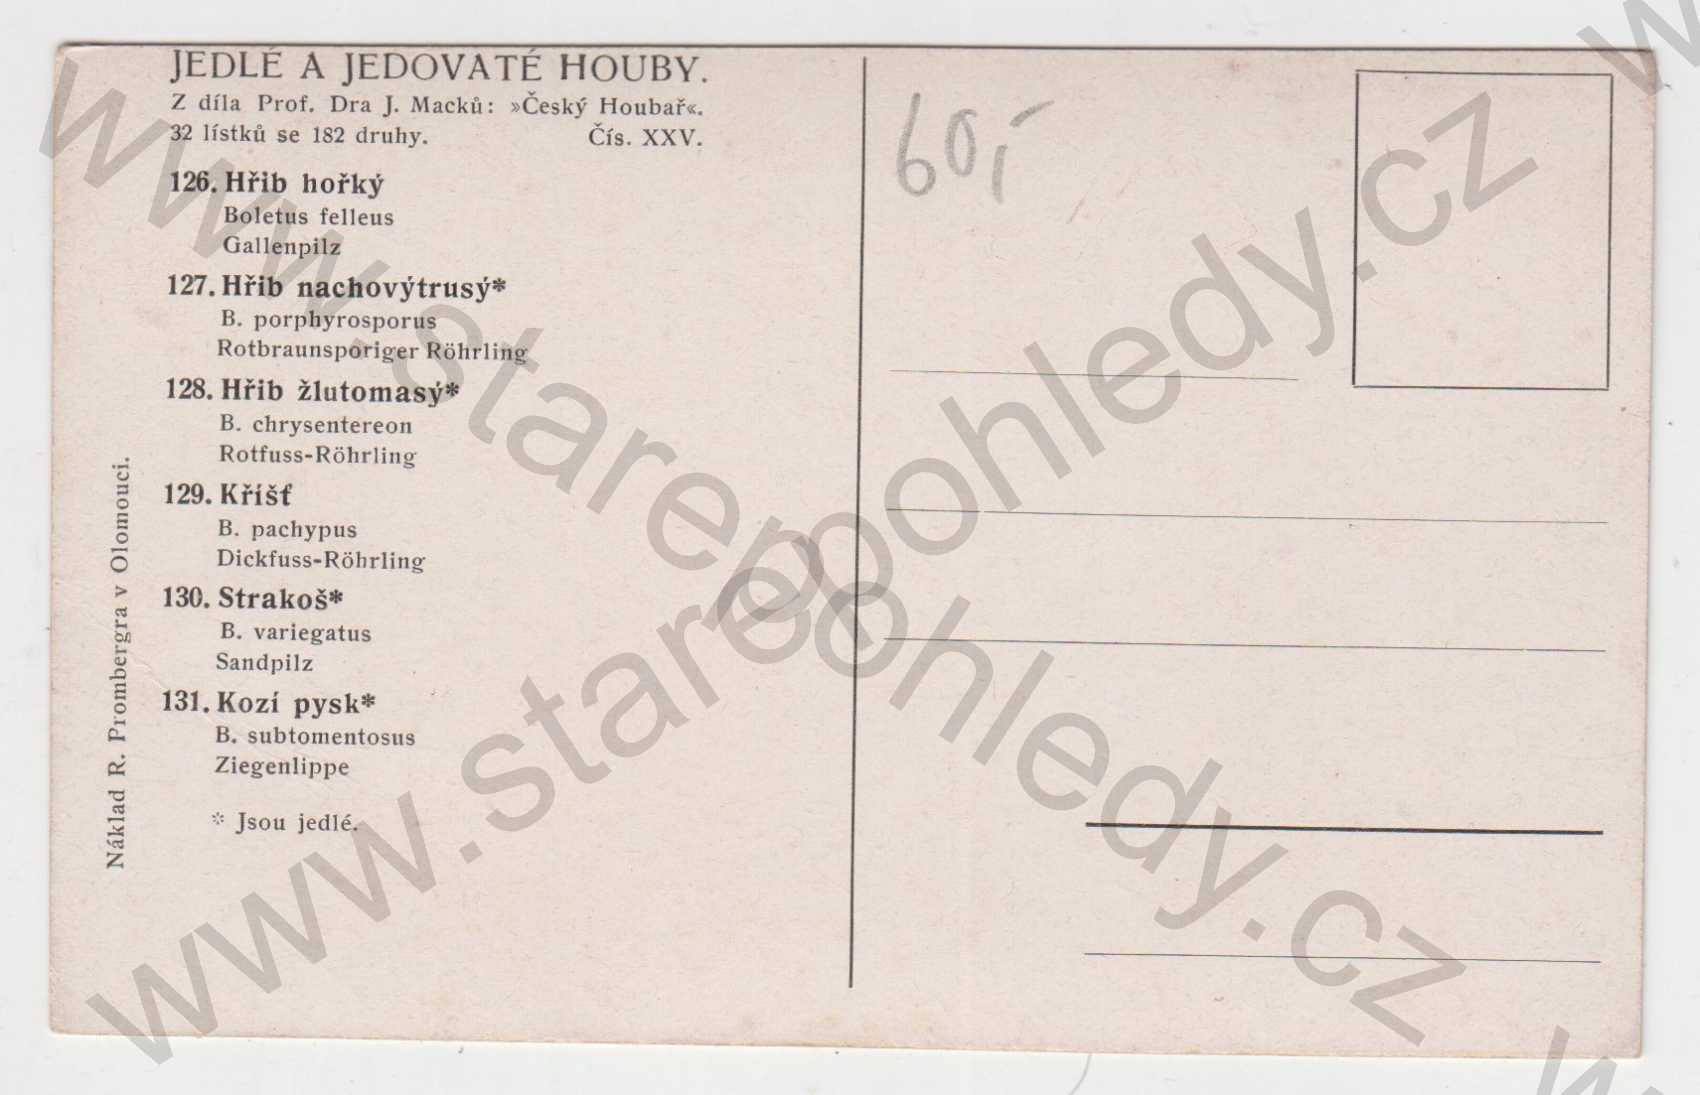 JEDLÉ A JEDOVATÉ HOUBY.
Z díla Prof. Dra J. Macků: »Český Houbař«.
32 lístků se 182 druhy. Čís. XXV.
126. Hřib hořký
Boletus felleus
Gallenpilz
127. Hřib nachovýtrusý*
B. porphyrosporus
Rotbraunsporiger Röhrling
128. Hřib žlutomasý*
B. chrysentereon
Rotfuss-Röhrling
129. Kříšť
B. pachypus
Dickfuss-Röhrling
130. Strakoš*
B. variegatus
Sandpilz
131. Kozí pysk*
B. subtomentosus
Ziegenlippe
* Jsou jedlé.
Náklad R. Prombergra v Olomouci.
60,-
www.starepohledy.cz
www.starepohledy.cz